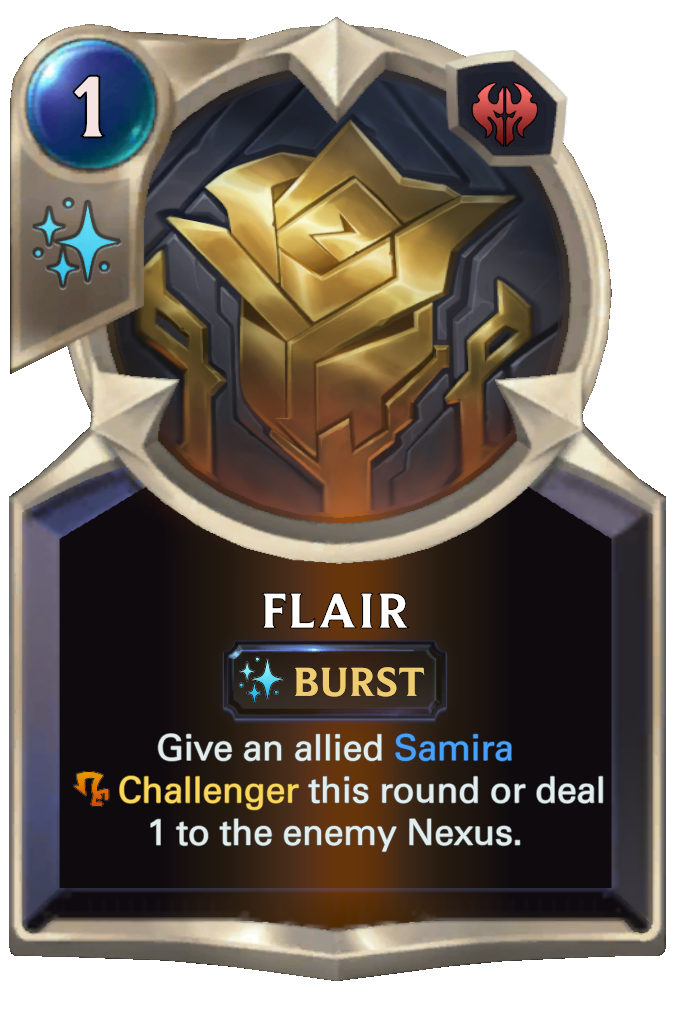 1
FLAIR
BURST
Give an allied Samira
Challenger this round or deal
1 to the enemy Nexus.